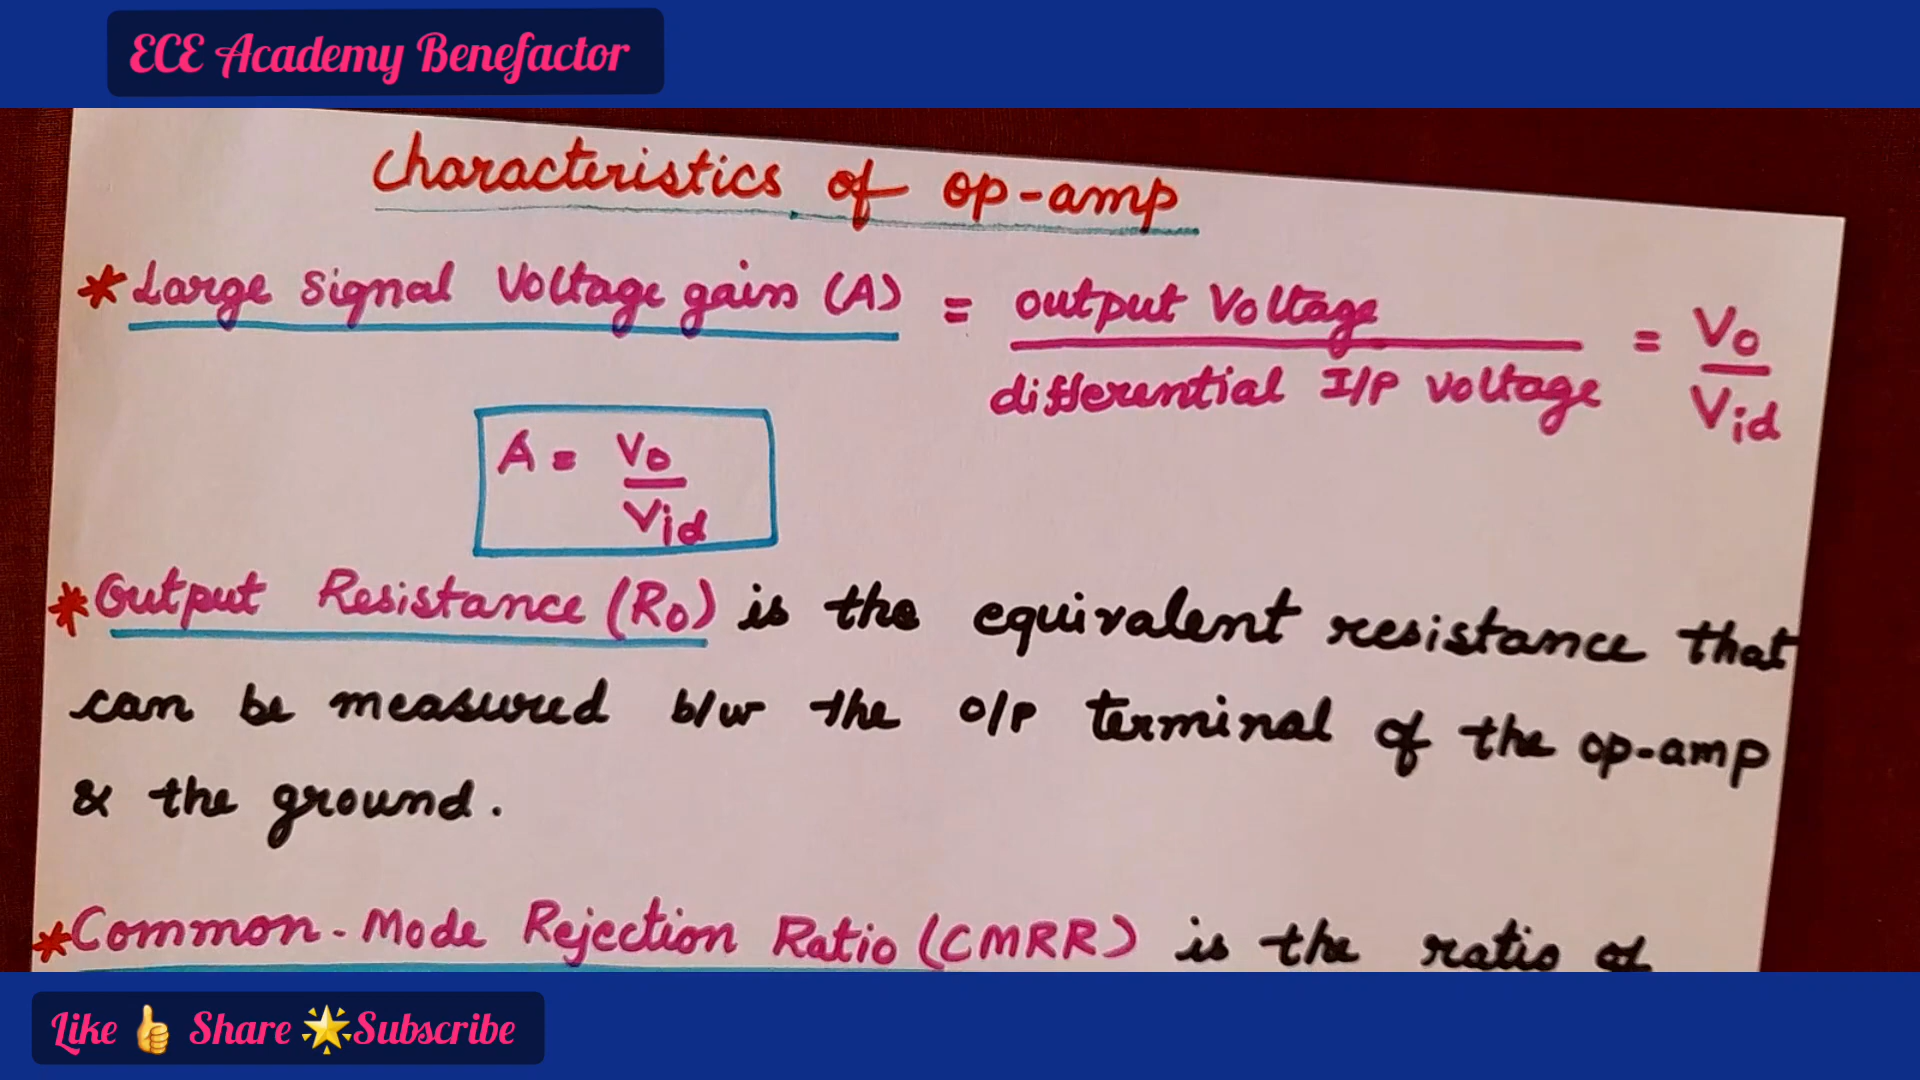 ECE Academy Benefactor
Characteristics of op-amp
* Large Signal Voltage gain (A) = output Voltage / differential I/P voltage = Vo / Vid
A = Vo / Vid
* Output Resistance (Ro) is the equivalent resistance that
can be measured b/w the o/p terminal of the op-amp
& the ground.
* Common-Mode Rejection Ratio (CMRR) is the ratio of
Like 👍 Share 🌟Subscribe